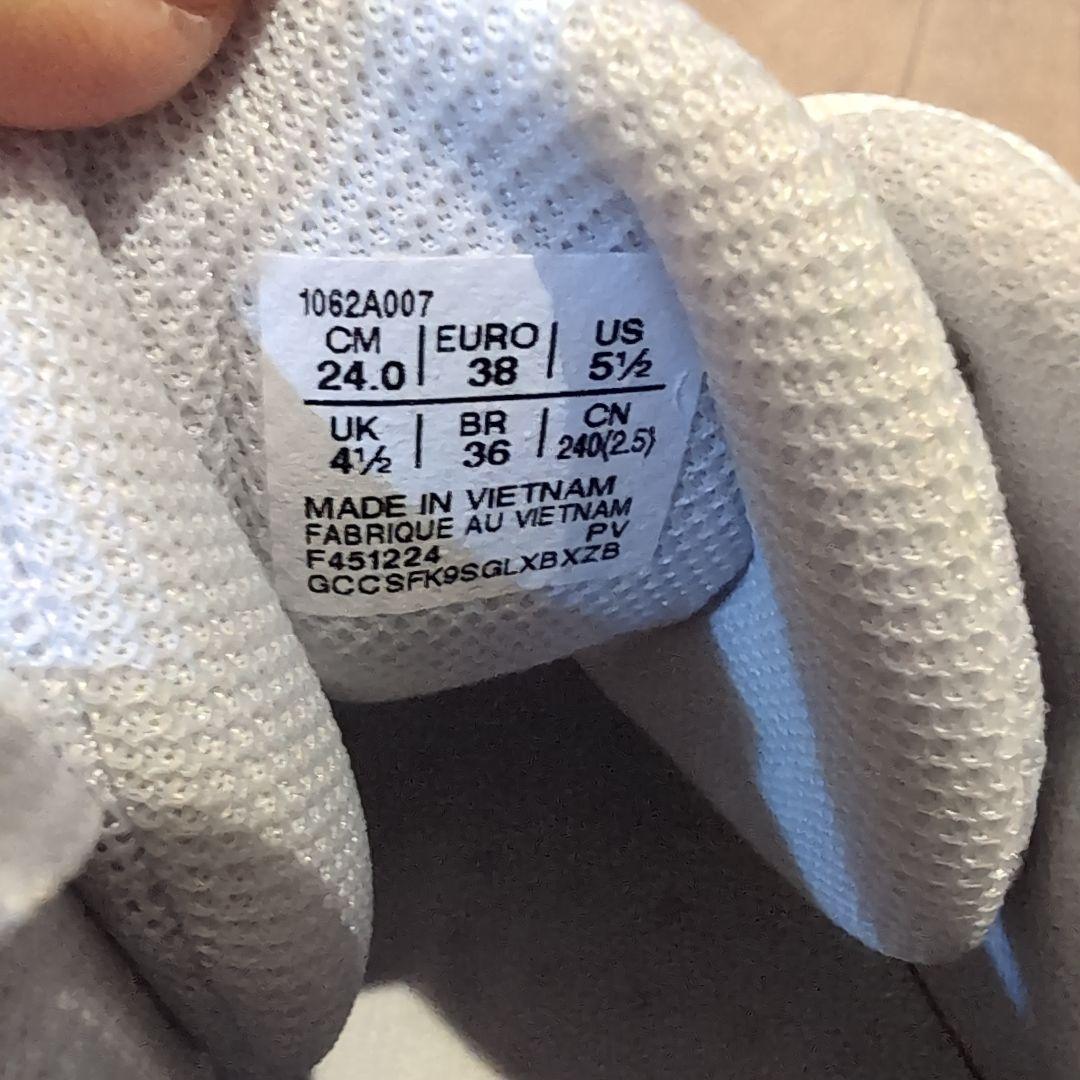 1062A007
CM | EURO | US
24.0 | 38 | 5½
UK | BR | CN
4½ | 36 | 240(2.5)
MADE IN VIETNAM
FABRIQUE AU VIETNAM
PV
F451224
GCCSFK9SGLXBXZB